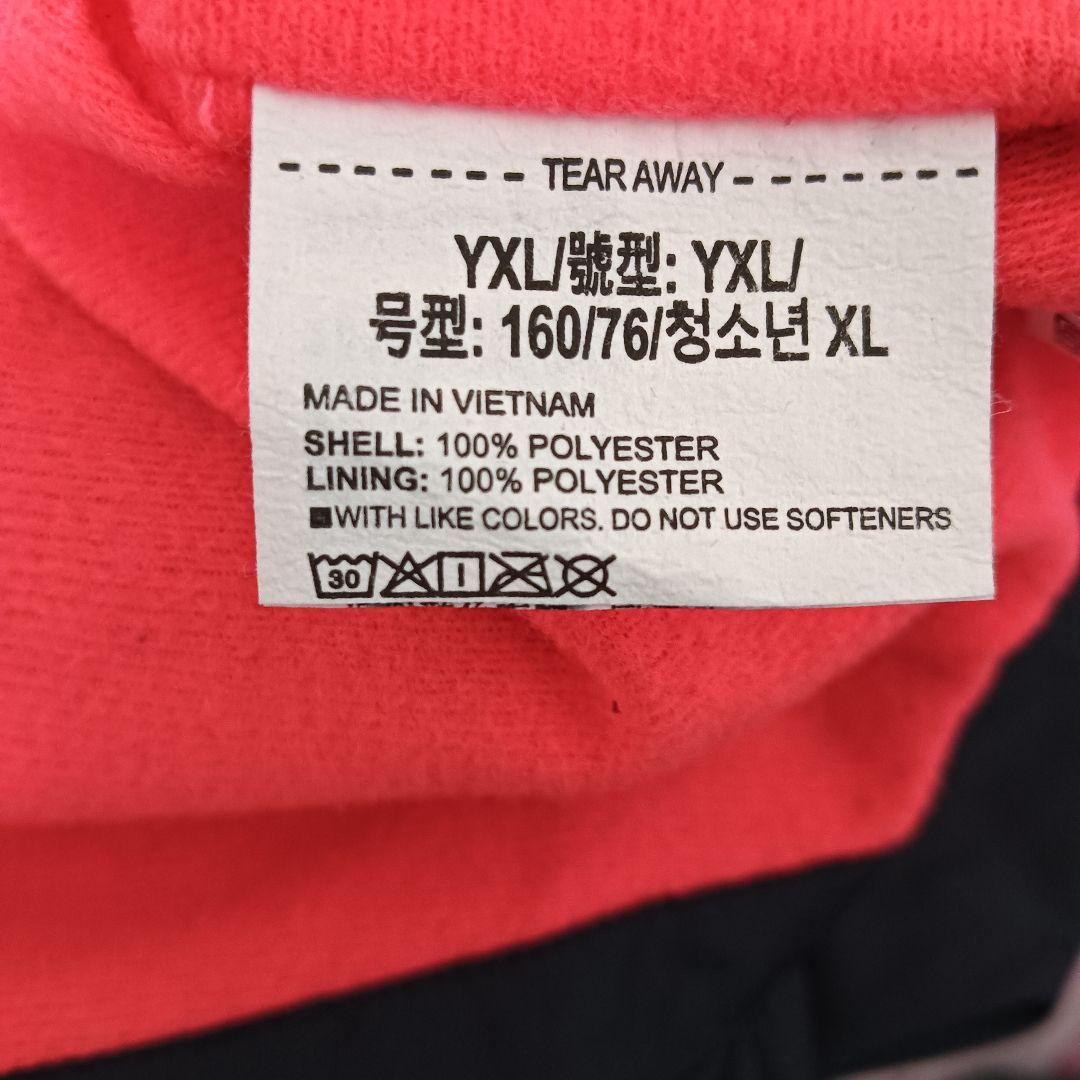 TEAR AWAY
YXL/號型: YXL/
号型: 160/76/청소년 XL
MADE IN VIETNAM
SHELL: 100% POLYESTER
LINING: 100% POLYESTER
WITH LIKE COLORS. DO NOT USE SOFTENERS
30